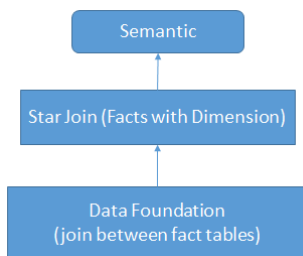 Semantic
Star Join (Facts with Dimension)
Data Foundation
(join between fact tables)